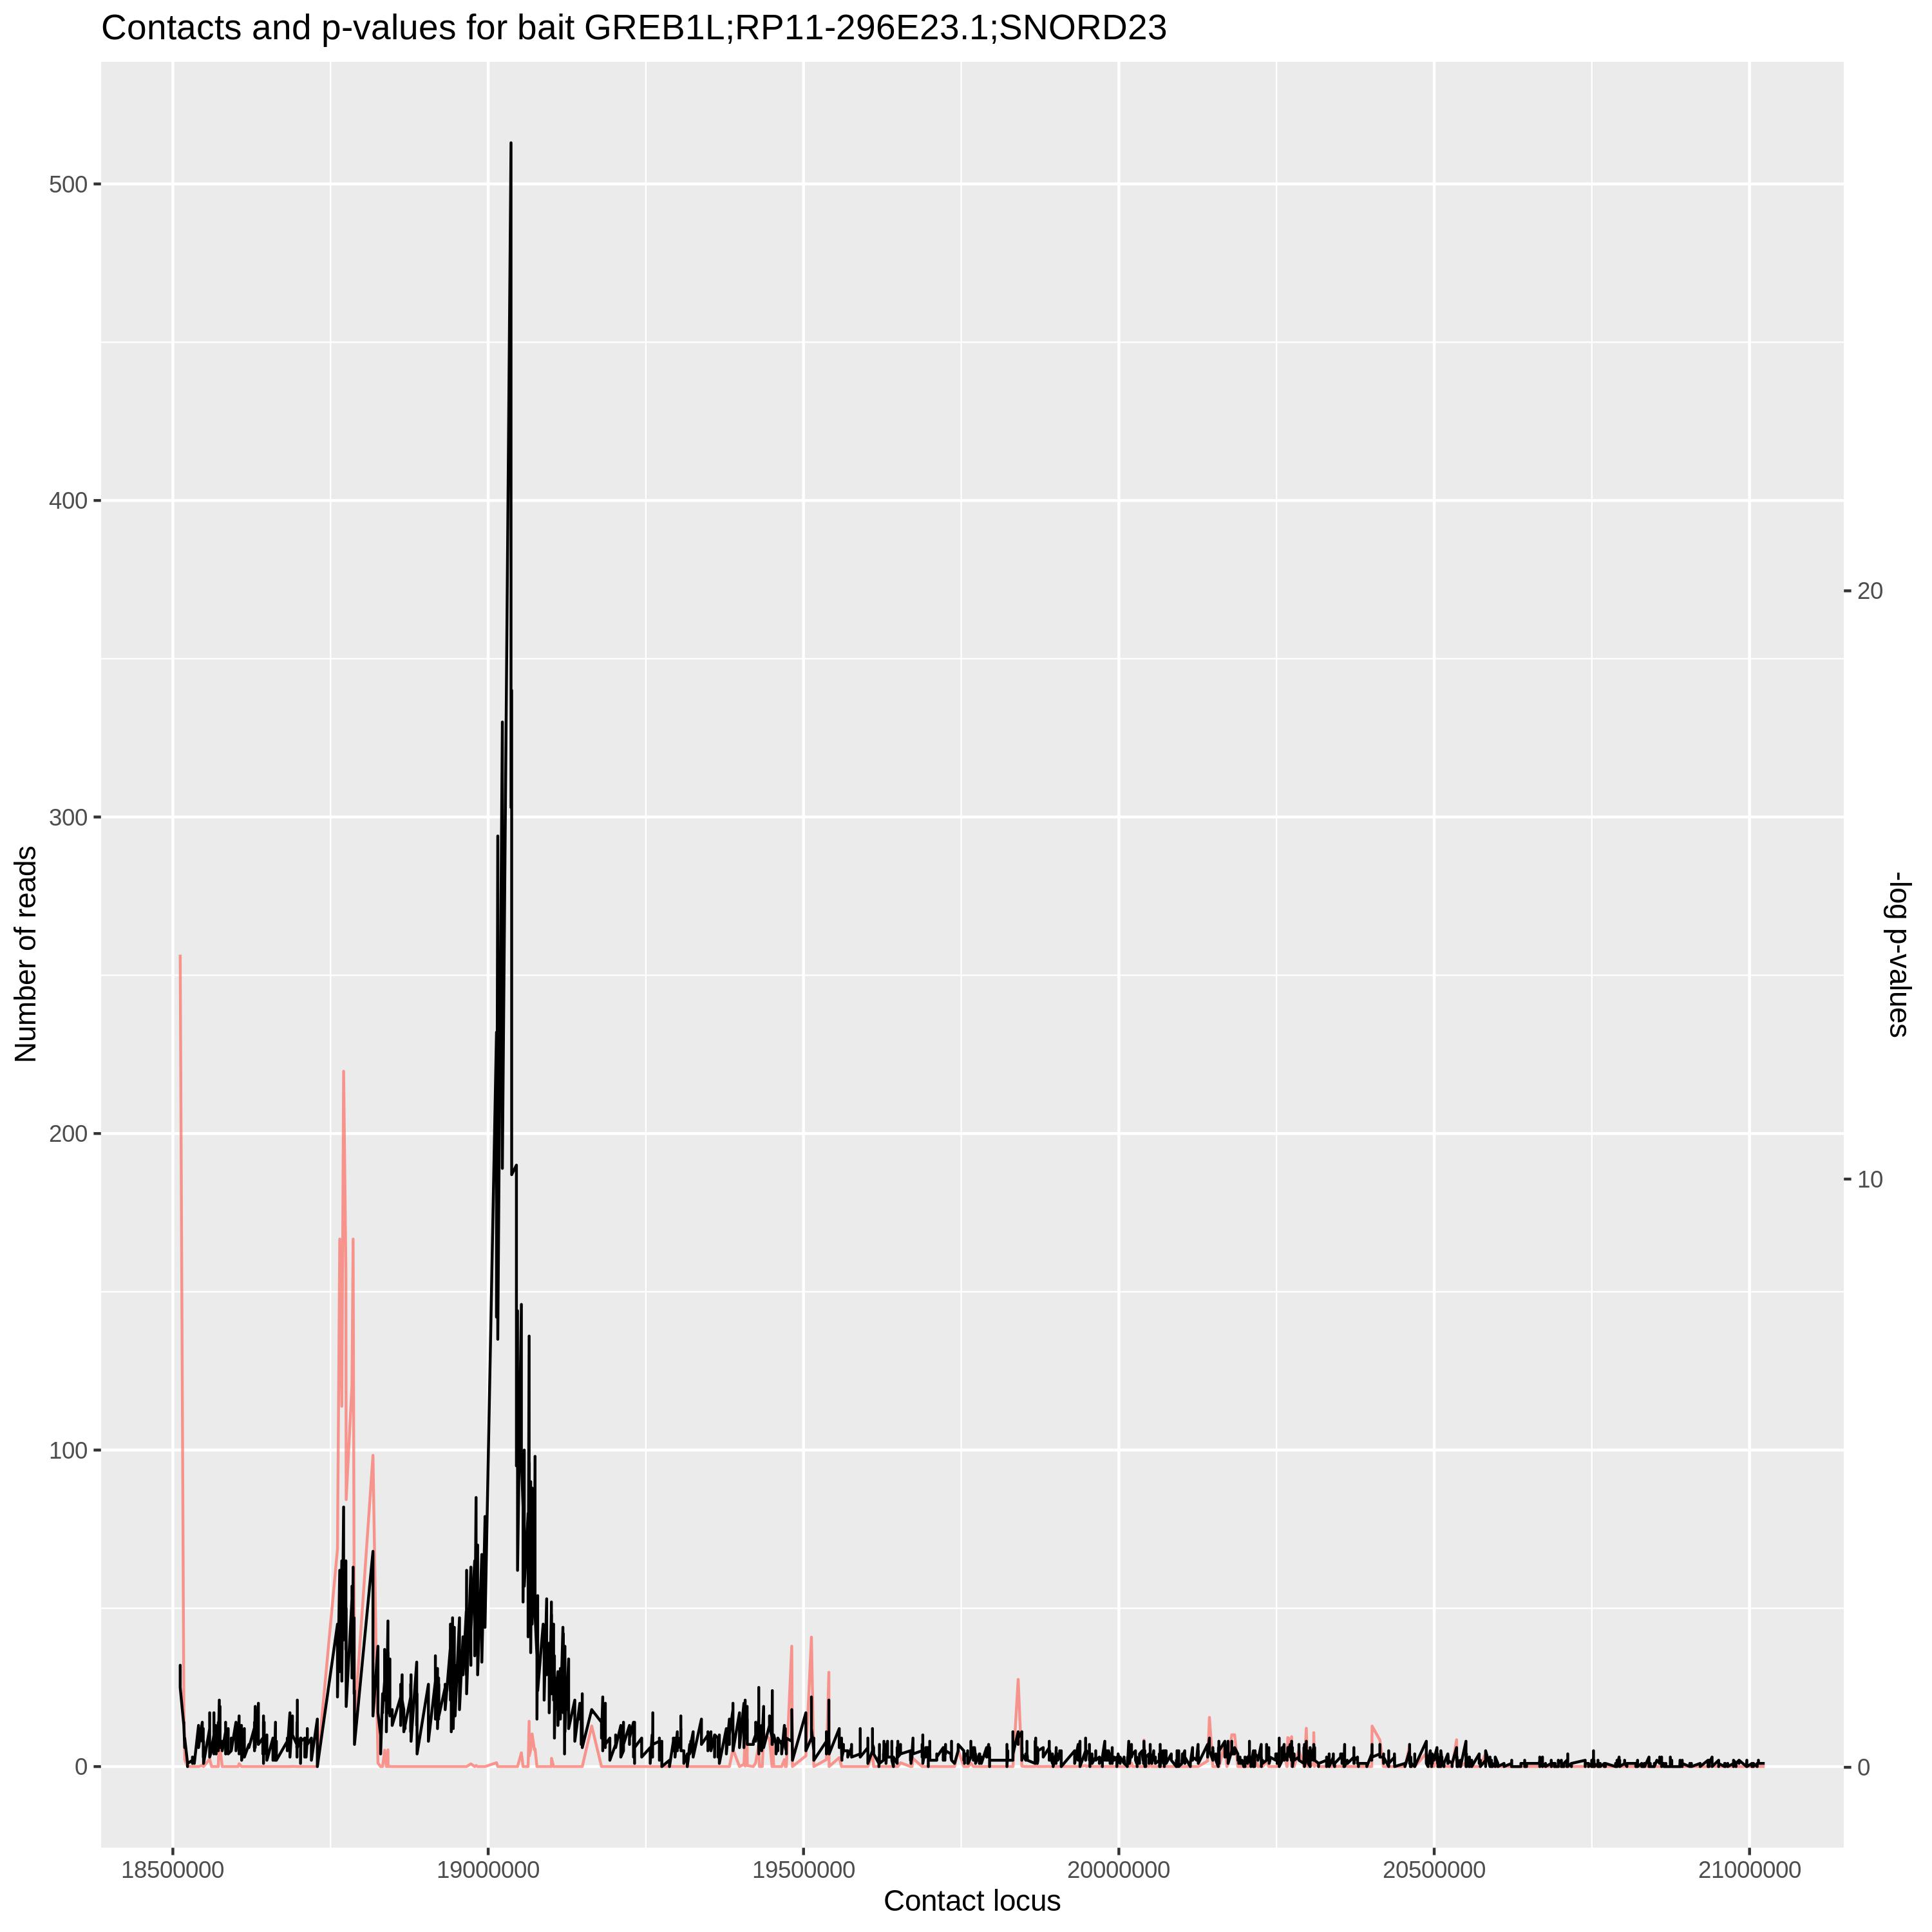 Contacts and p-values for bait GREB1L;RP11-296E23.1;SNORD23
500
400
300
200
100
0
Number of reads
20
10
0
-log p-values
18500000 19000000 19500000 20000000 20500000 21000000
Contact locus